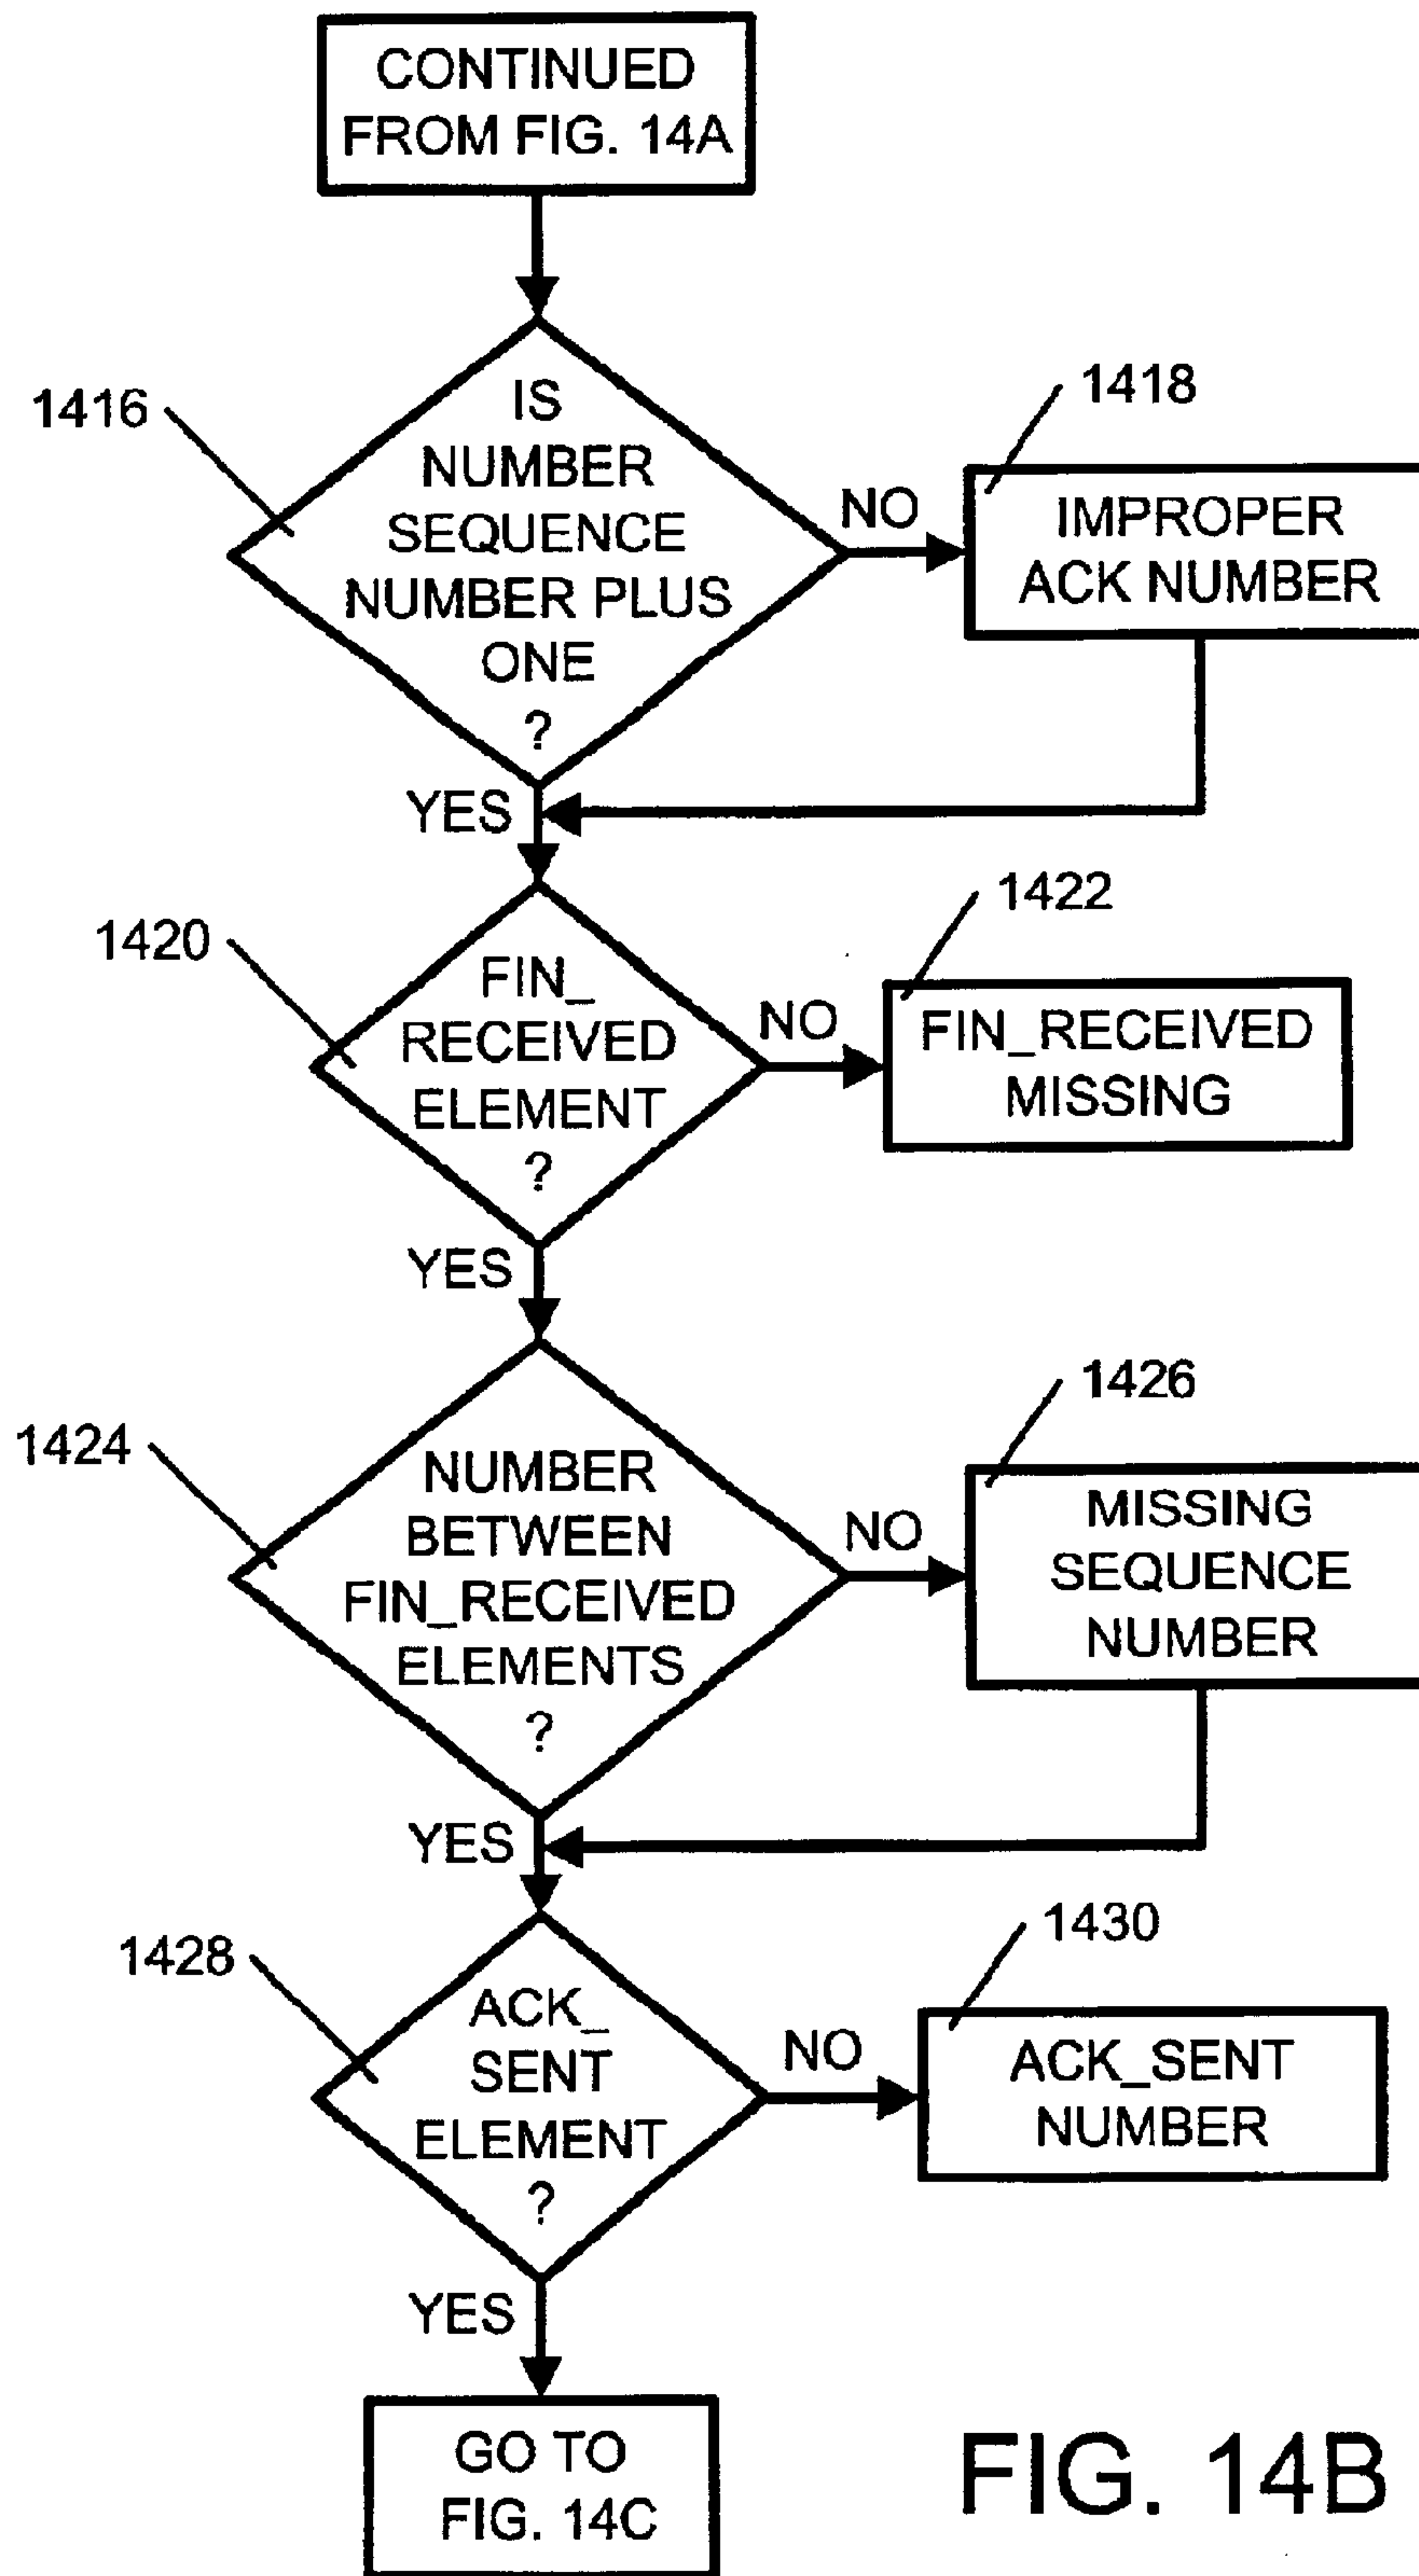 CONTINUED
FROM FIG. 14A
1416
IS
NUMBER
SEQUENCE
NUMBER PLUS
ONE
?
NO
1418
IMPROPER
ACK NUMBER
YES
1420
FIN_
RECEIVED
ELEMENT
?
NO
1422
FIN_RECEIVED
MISSING
YES
1424
NUMBER
BETWEEN
FIN_RECEIVED
ELEMENTS
?
NO
1426
MISSING
SEQUENCE
NUMBER
YES
1428
ACK_
SENT
ELEMENT
?
NO
1430
ACK_SENT
NUMBER
YES
GO TO
FIG. 14C
FIG. 14B